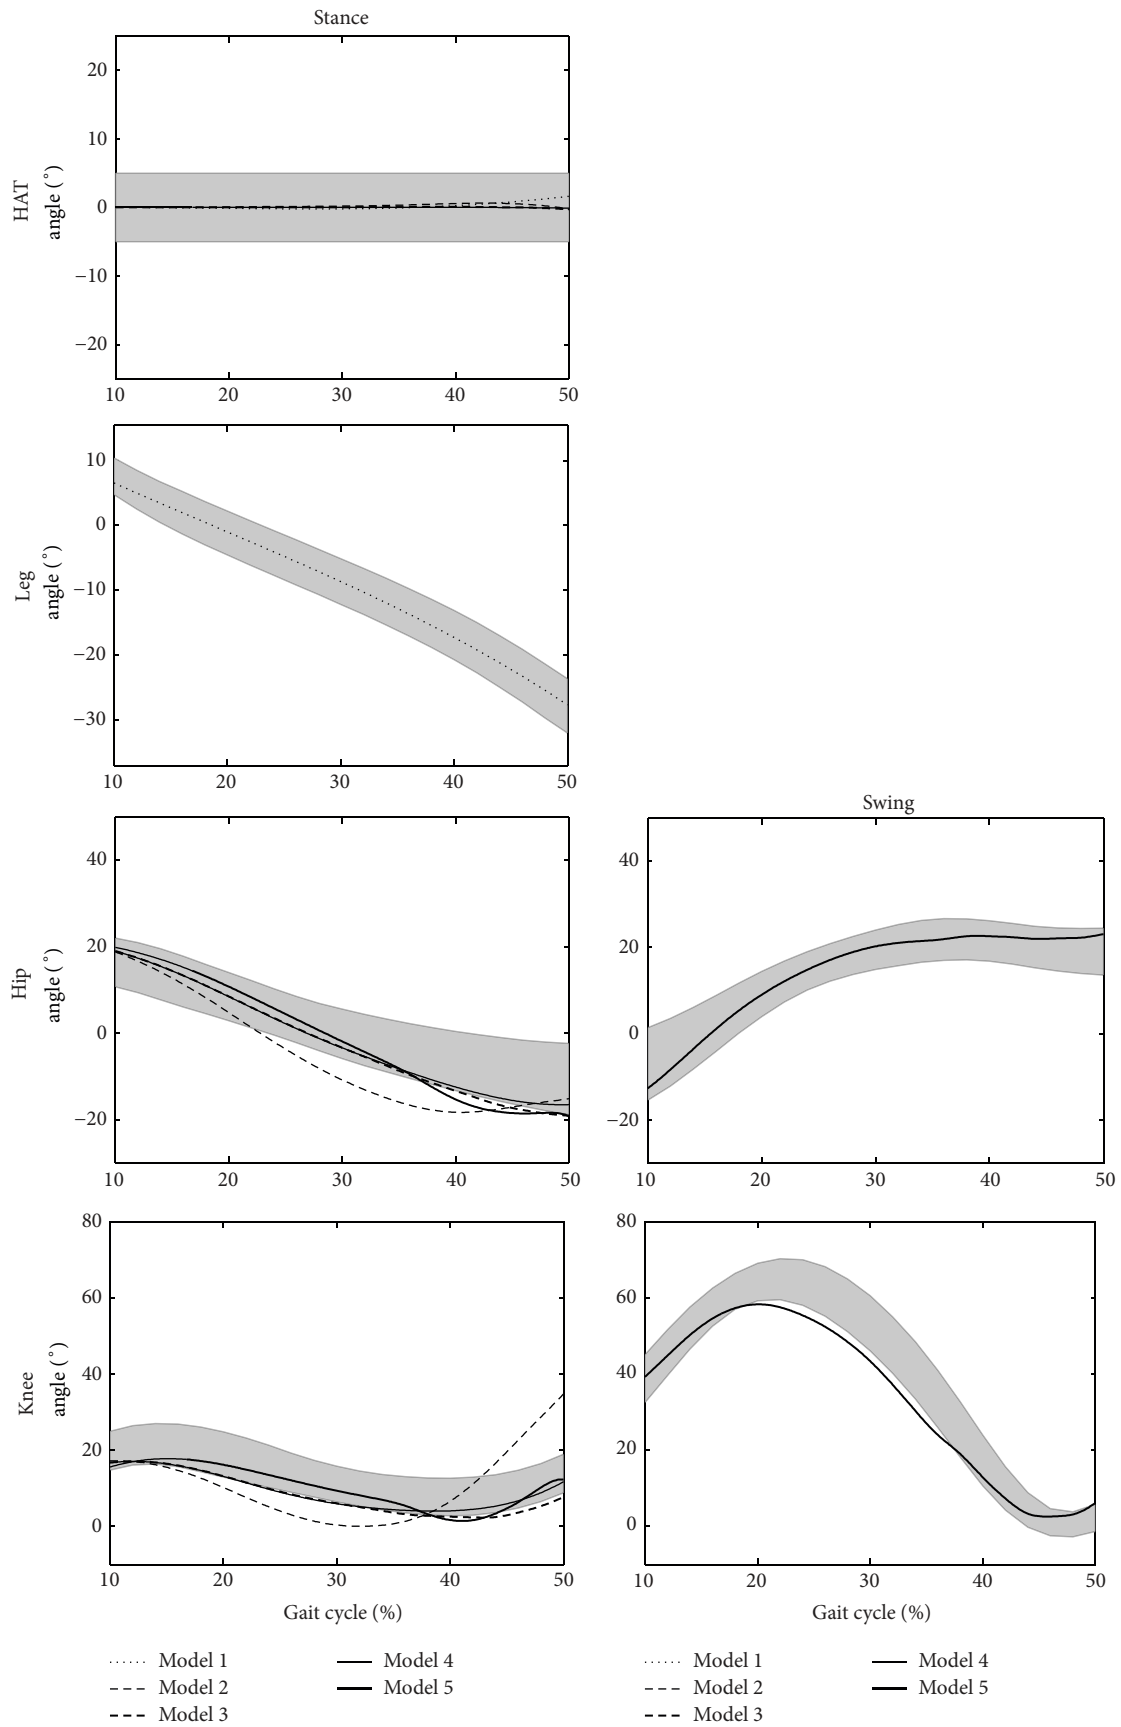 Stance
20
10
0
−10
−20
HAT
angle (°)
10 20 30 40 50
10
0
−10
−20
−30
Leg
angle (°)
10 20 30 40 50
40
20
0
−20
Hip
angle (°)
10 20 30 40 50
Swing
40
20
0
−20
10 20 30 40 50
80
60
40
20
0
Knee
angle (°)
10 20 30 40 50
Gait cycle (%)
80
60
40
20
0
10 20 30 40 50
Gait cycle (%)
Model 1
Model 2
Model 3
Model 4
Model 5
Model 1
Model 2
Model 3
Model 4
Model 5